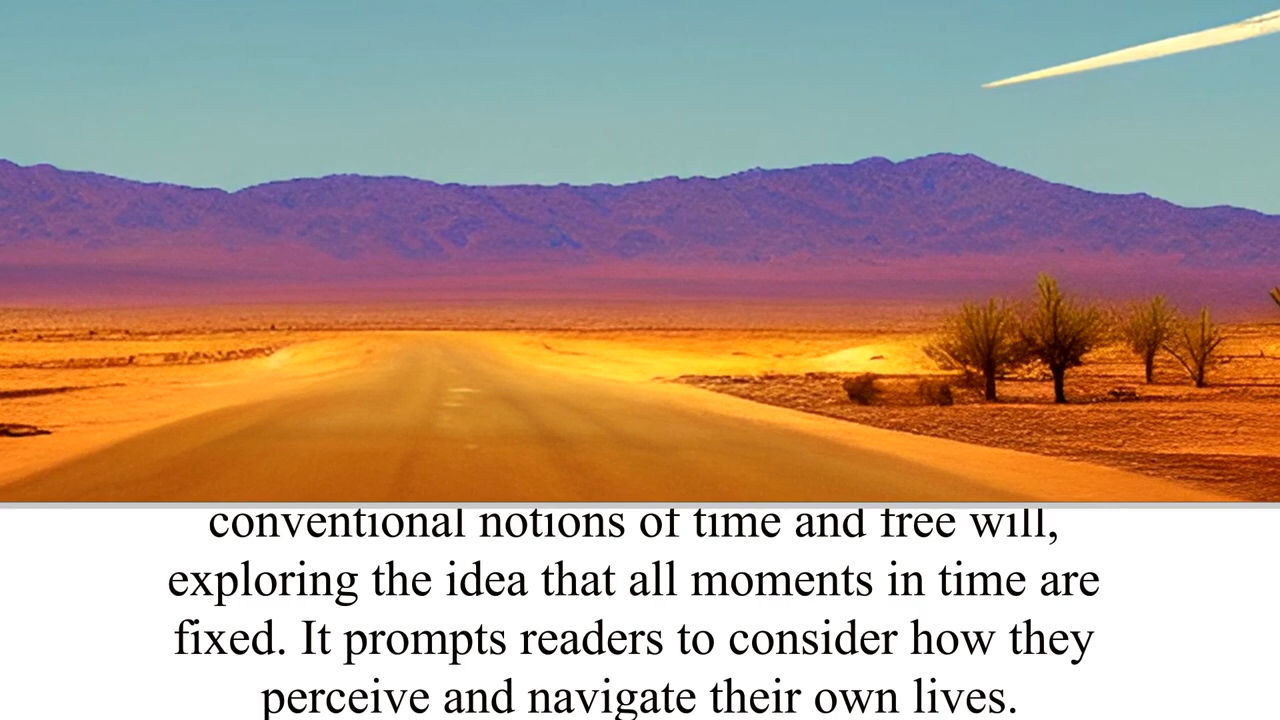 conventional notions of time and free will,
exploring the idea that all moments in time are
fixed. It prompts readers to consider how they
perceive and navigate their own lives.